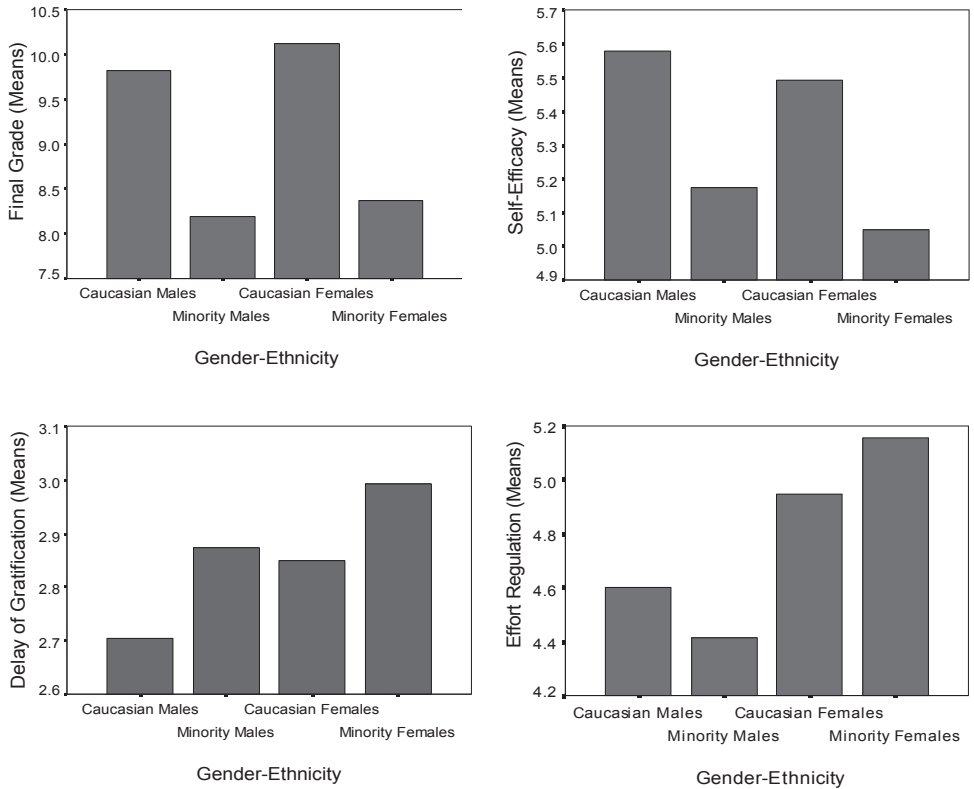 Final Grade (Means)
10.5
10.0
9.5
9.0
8.5
8.0
7.5
Caucasian Males
Caucasian Females
Minority Males
Minority Females
Gender-Ethnicity
Self-Efficacy (Means)
5.7
5.6
5.5
5.4
5.3
5.2
5.1
5.0
4.9
Caucasian Males
Caucasian Females
Minority Males
Minority Females
Gender-Ethnicity
Delay of Gratification (Means)
3.1
3.0
2.9
2.8
2.7
2.6
Caucasian Males
Caucasian Females
Minority Males
Minority Females
Gender-Ethnicity
Effort Regulation (Means)
5.2
5.0
4.8
4.6
4.4
4.2
Caucasian Males
Caucasian Females
Minority Males
Minority Females
Gender-Ethnicity